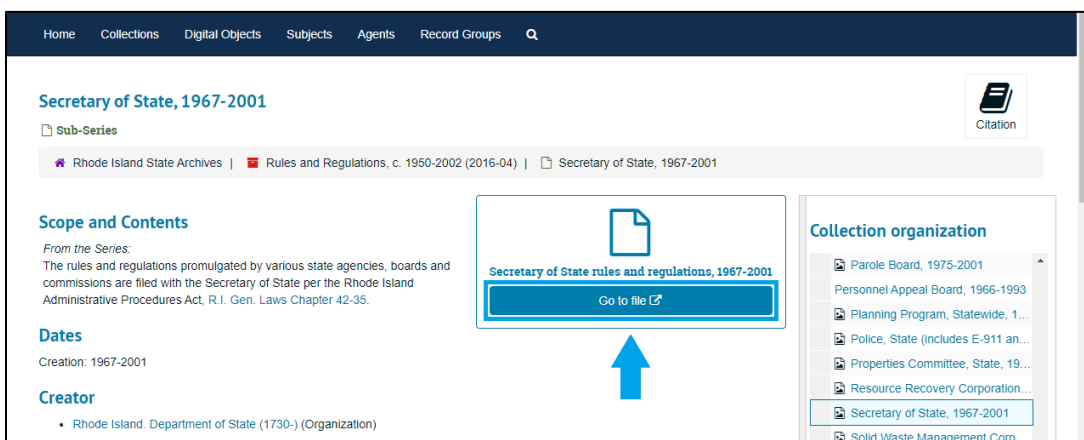 Home Collections Digital Objects Subjects Agents Record Groups
Secretary of State, 1967-2001
Sub-Series
Citation
Rhode Island State Archives | Rules and Regulations, c. 1950-2002 (2016-04) | Secretary of State, 1967-2001
Scope and Contents
From the Series:
The rules and regulations promulgated by various state agencies, boards and
commissions are filed with the Secretary of State per the Rhode Island
Administrative Procedures Act, R.I. Gen. Laws Chapter 42-35.
Dates
Creation: 1967-2001
Creator
• Rhode Island. Department of State (1730-) (Organization)
Secretary of State rules and regulations, 1967-2001
Go to file
Collection organization
Parole Board, 1975-2001
Personnel Appeal Board, 1966-1993
Planning Program, Statewide, 1...
Police, State (includes E-911 an...
Properties Committee, State, 19...
Resource Recovery Corporation...
Secretary of State, 1967-2001
Solid Waste Management Corp...